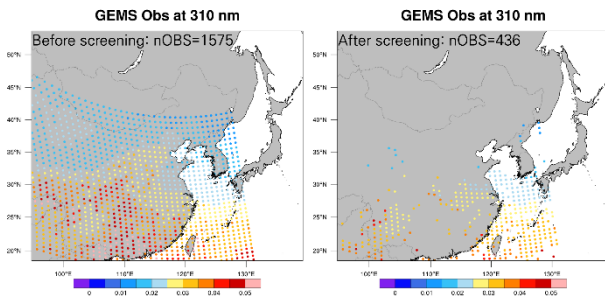 GEMS Obs at 310 nm
Before screening: nOBS=1575
50°N
45°N
40°N
35°N
30°N
25°N
20°N
100°E 110°E 120°E 130°E
0 0.01 0.02 0.03 0.04 0.05
GEMS Obs at 310 nm
After screening: nOBS=436
50°N
45°N
40°N
35°N
30°N
25°N
20°N
100°E 110°E 120°E 130°E
0 0.01 0.02 0.03 0.04 0.05